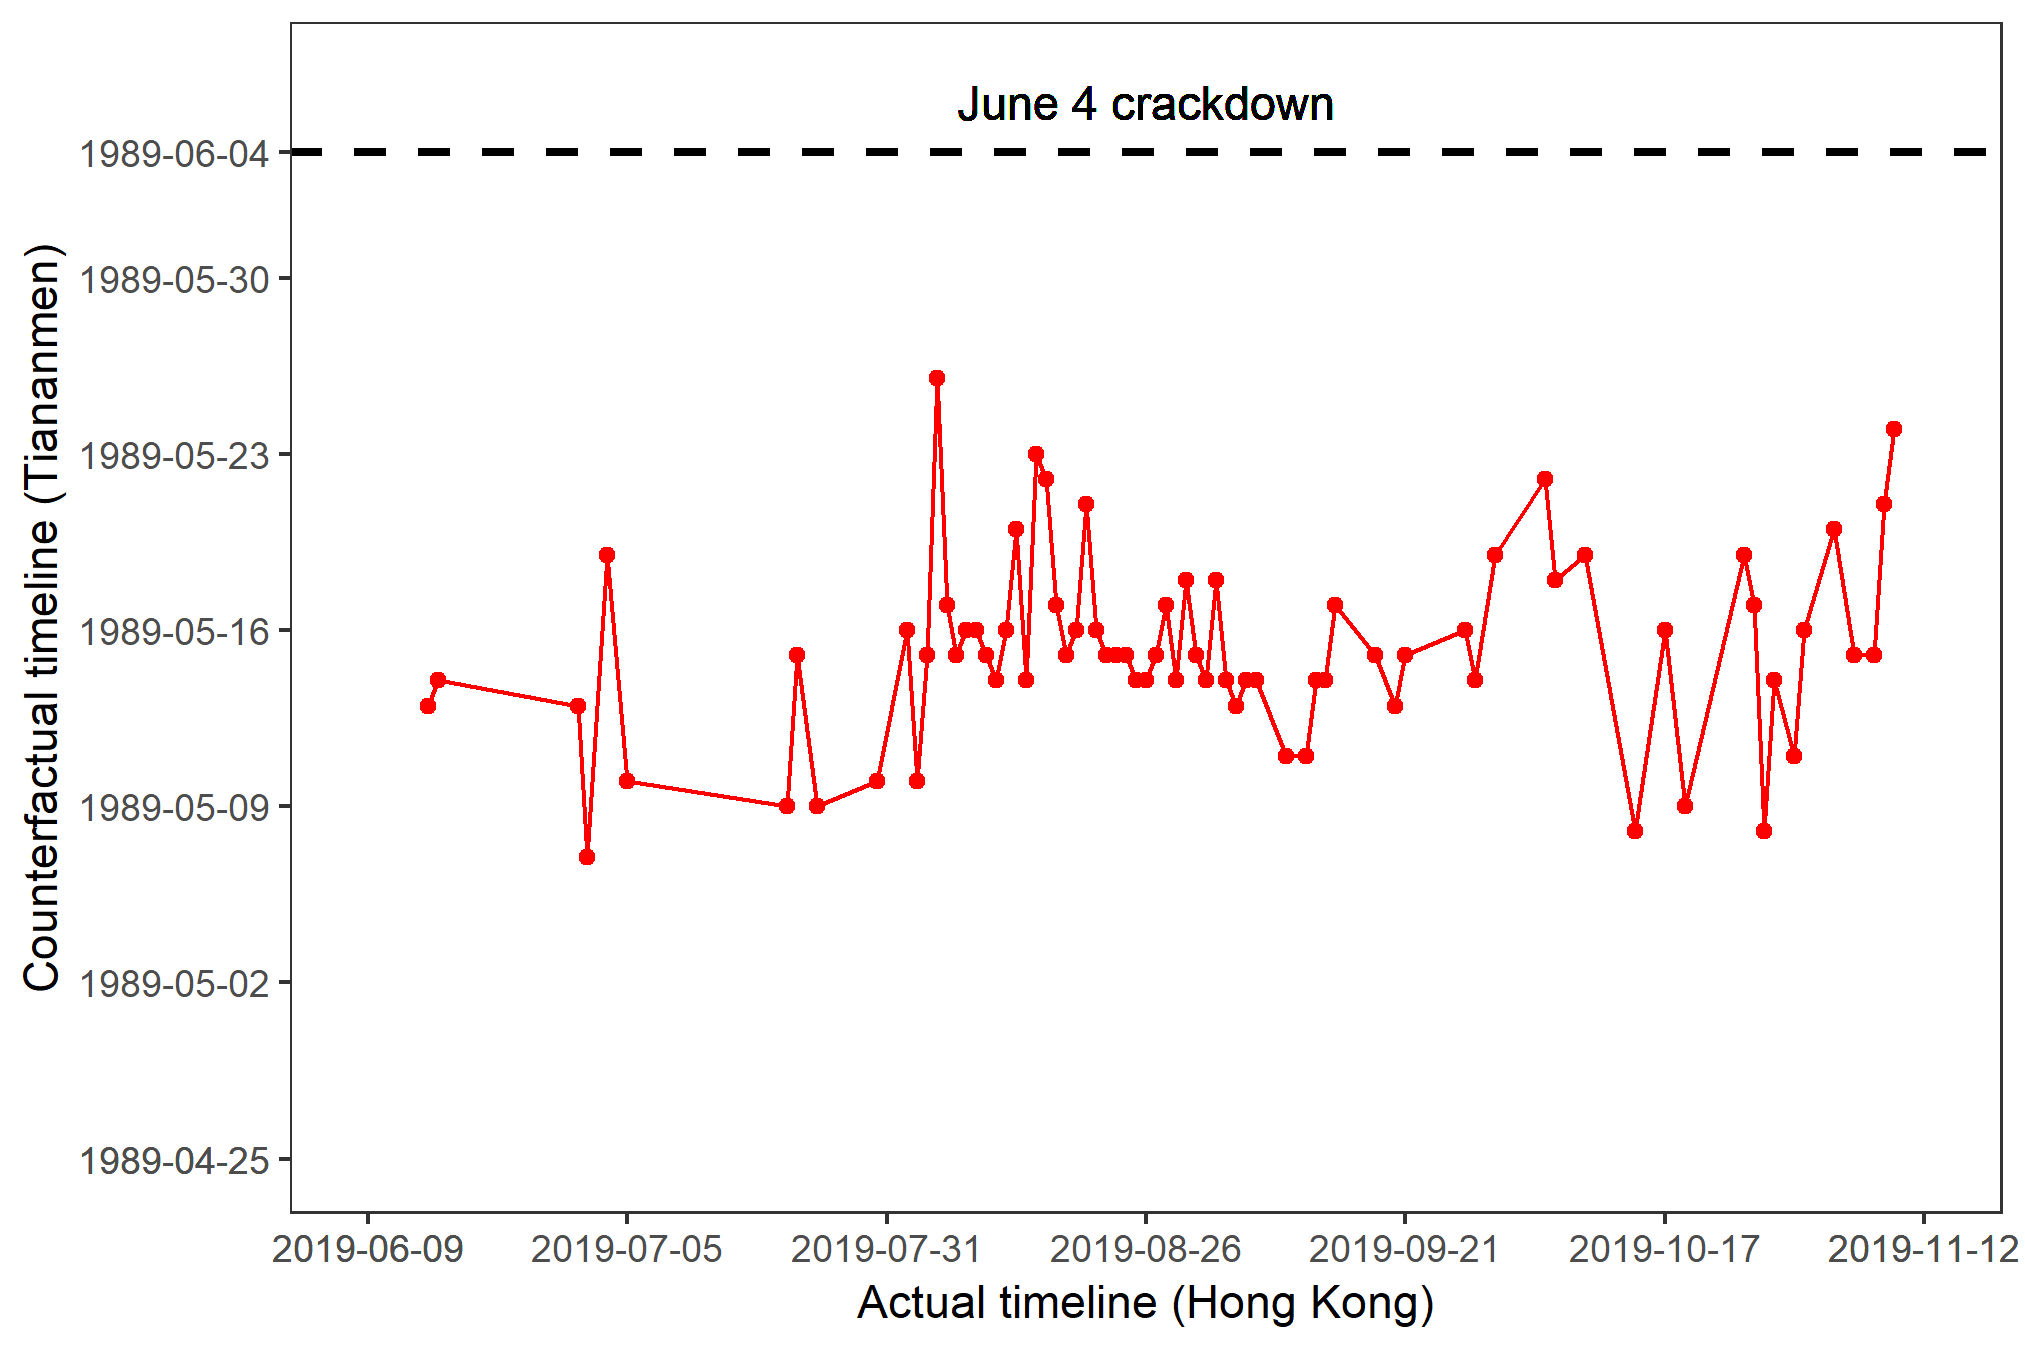 June 4 crackdown
1989-06-04
1989-05-30
1989-05-23
1989-05-16
1989-05-09
1989-05-02
1989-04-25
Counterfactual timeline (Tiananmen)
2019-06-09 2019-07-05 2019-07-31 2019-08-26 2019-09-21 2019-10-17 2019-11-12
Actual timeline (Hong Kong)